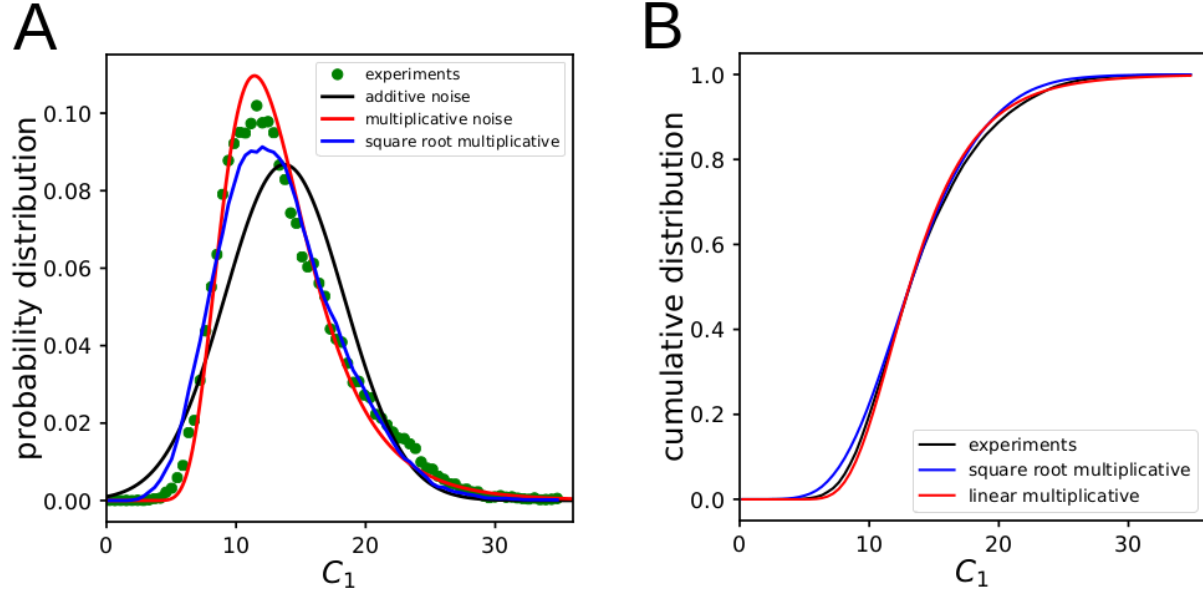 A
probability distribution
0.10
0.08
0.06
0.04
0.02
0.00
0 10 20 30
C1
experiments
additive noise
multiplicative noise
square root multiplicative
B
cumulative distribution
1.0
0.8
0.6
0.4
0.2
0.0
0 10 20 30
C1
experiments
square root multiplicative
linear multiplicative